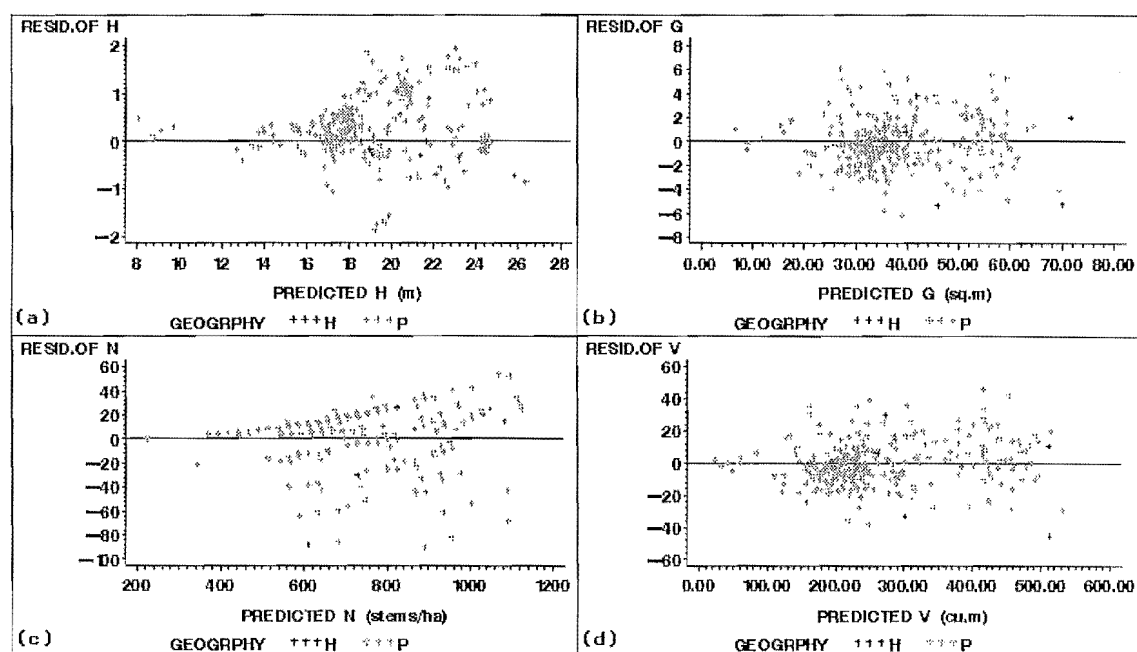 RESID.OF H
2
1
0
−1
−2
8 10 12 14 16 18 20 22 24 26 28
PREDICTED H (m)
(a)
GEOGRPHY +++H +++P
RESID.OF G
8
6
4
2
0
−2
−4
−6
−8
0.00 10.00 20.00 30.00 40.00 50.00 60.00 70.00 80.00
PREDICTED G (sq.m)
(b)
GEOGRPHY +++H +++P
RESID.OF N
60
40
20
0
−20
−40
−60
−80
−100
200 400 600 800 1000 1200
PREDICTED N (stems/ha)
(c)
GEOGRPHY +++H +++P
RESID.OF V
60
40
20
0
−20
−40
−60
0.00 100.00 200.00 300.00 400.00 500.00 600.00
PREDICTED V (cu.m)
(d)
GEOGRPHY +++H +++P